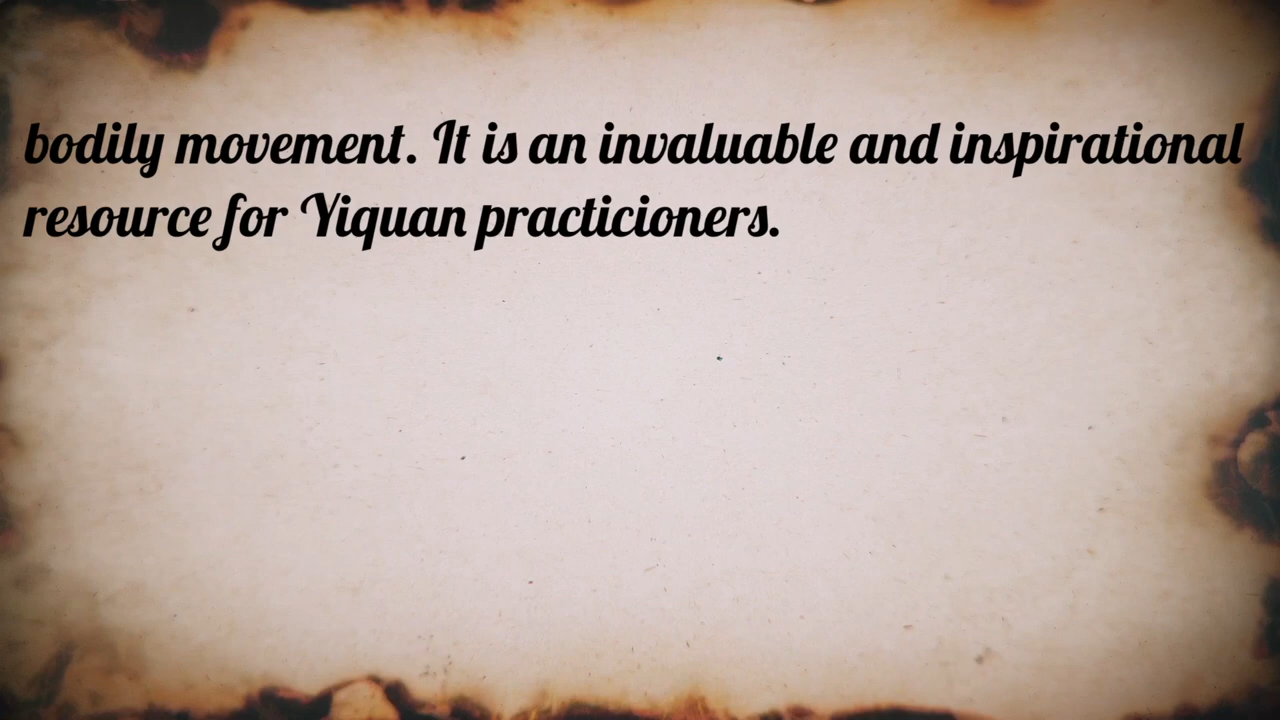 bodily movement. It is an invaluable and inspirational
resource for Yiquan practicioners.